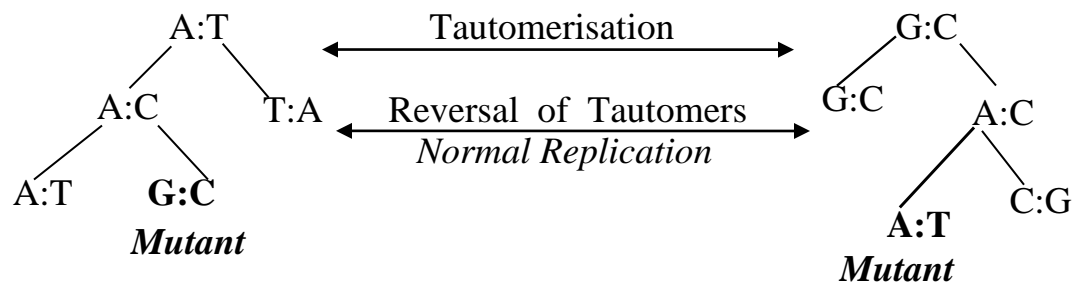 A:T Tautomerisation G:C
A:C T:A Reversal of Tautomers G:C A:C
Normal Replication
A:T G:C C:G
Mutant A:T
Mutant